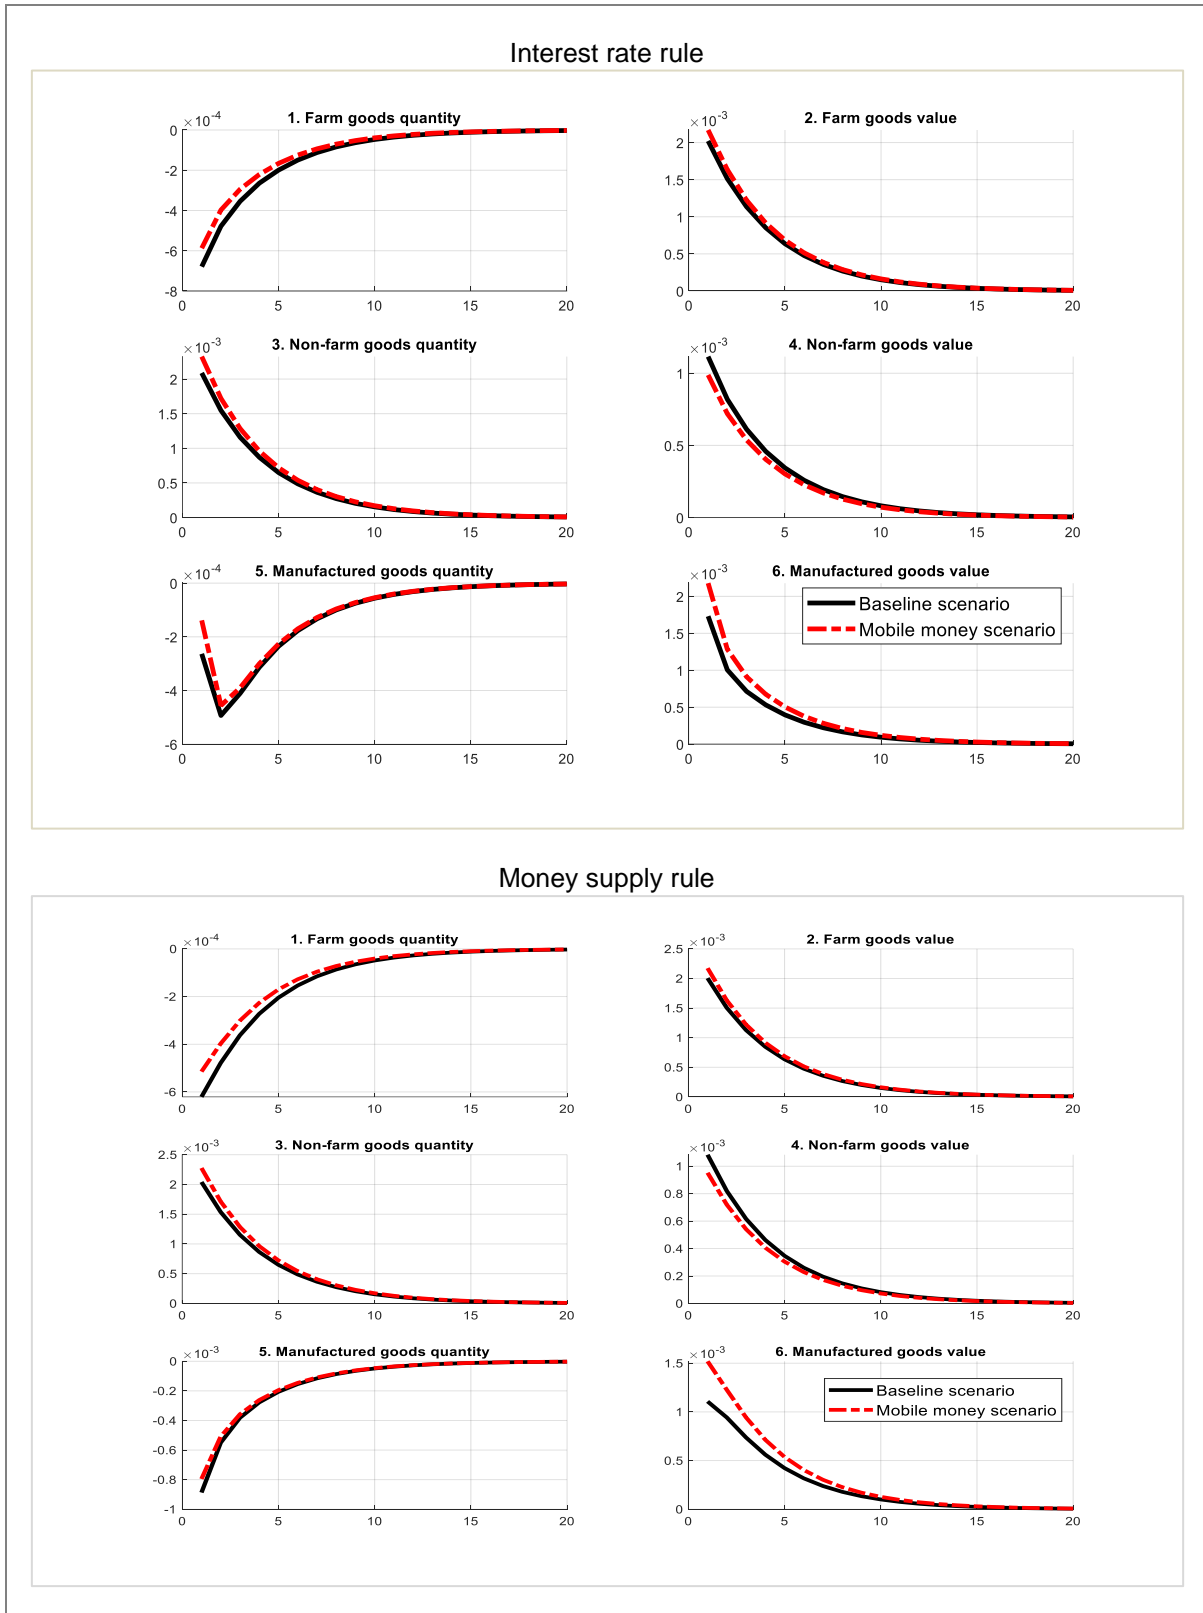 Interest rate rule
1. Farm goods quantity
×10^-4
0
-2
-4
-6
-8
0 5 10 15 20
2. Farm goods value
×10^-3
2
1.5
1
0.5
0
0 5 10 15 20
3. Non-farm goods quantity
×10^-3
2
1.5
1
0.5
0
0 5 10 15 20
4. Non-farm goods value
×10^-3
1
0.5
0
0 5 10 15 20
5. Manufactured goods quantity
×10^-4
0
-2
-4
-6
0 5 10 15 20
6. Manufactured goods value
×10^-3
2
1.5
1
0.5
0
0 5 10 15 20
Baseline scenario
Mobile money scenario
Money supply rule
1. Farm goods quantity
×10^-4
0
-2
-4
-6
0 5 10 15 20
2. Farm goods value
×10^-3
2.5
2
1.5
1
0.5
0
0 5 10 15 20
3. Non-farm goods quantity
×10^-3
2.5
2
1.5
1
0.5
0
0 5 10 15 20
4. Non-farm goods value
×10^-3
1
0.8
0.6
0.4
0.2
0
0 5 10 15 20
5. Manufactured goods quantity
×10^-3
0
-0.2
-0.4
-0.6
-0.8
-1
0 5 10 15 20
6. Manufactured goods value
×10^-3
1.5
1
0.5
0
0 5 10 15 20
Baseline scenario
Mobile money scenario